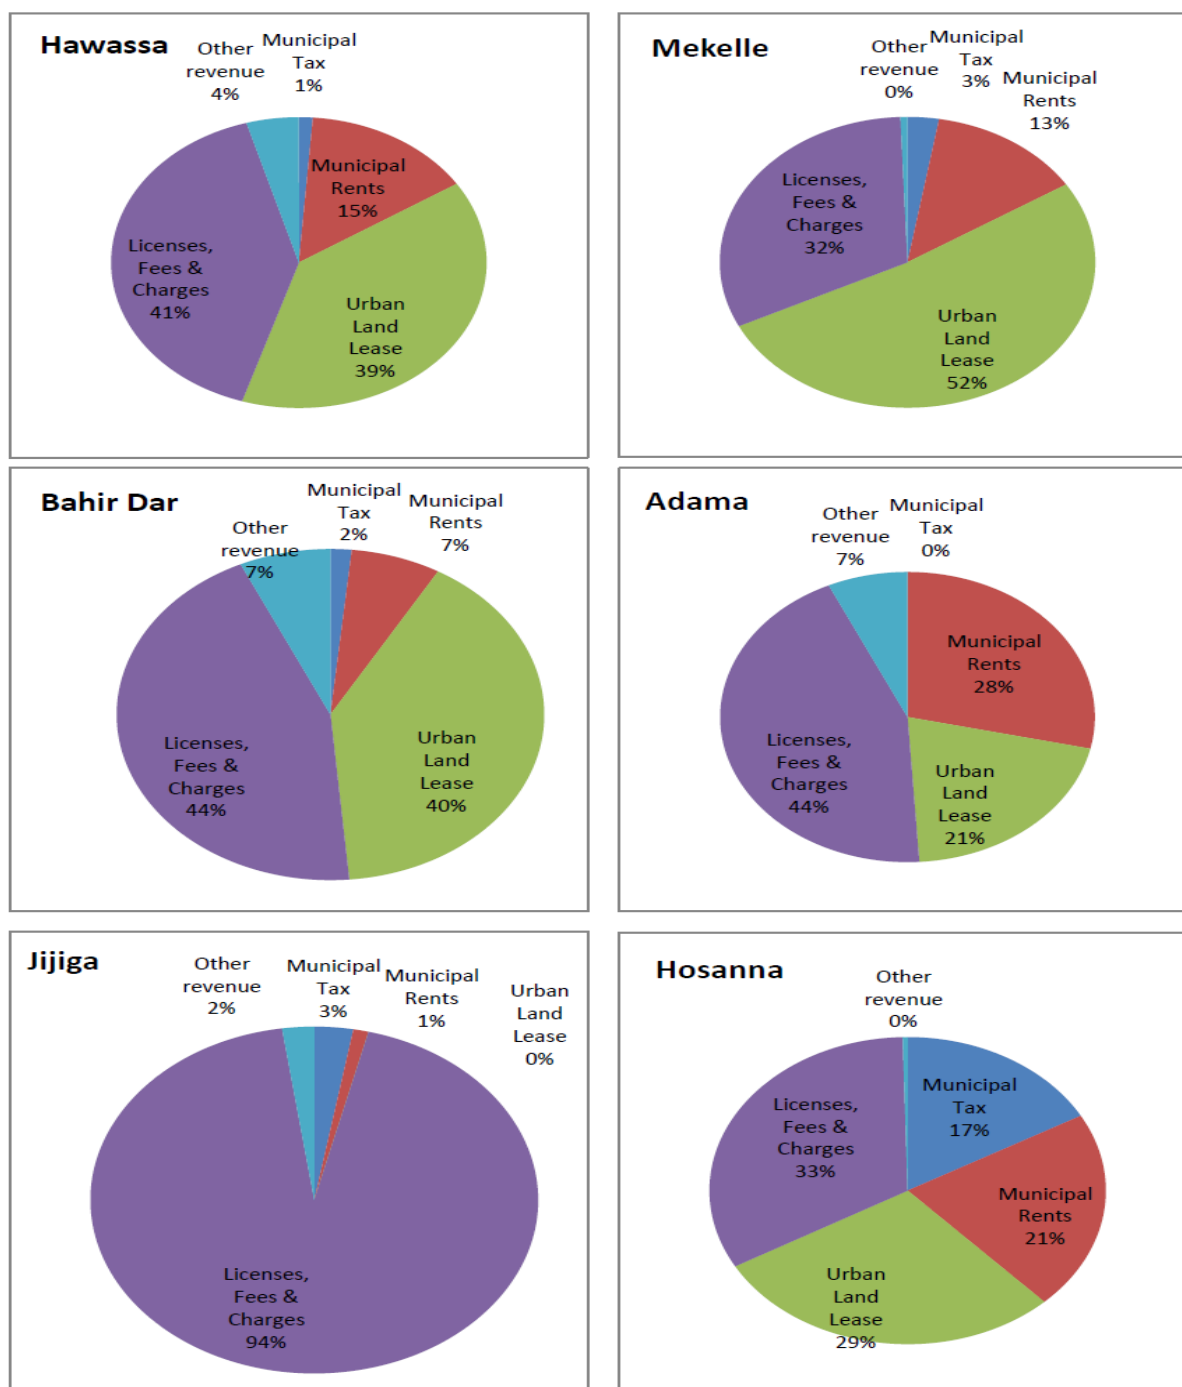 Hawassa
Other
revenue
4%
Municipal
Tax
1%
Municipal
Rents
15%
Urban
Land
Lease
39%
Licenses,
Fees &
Charges
41%
Mekelle
Other
revenue
0%
Municipal
Tax
3%
Municipal
Rents
13%
Licenses,
Fees &
Charges
32%
Urban
Land
Lease
52%
Bahir Dar
Other
revenue
7%
Municipal
Tax
2%
Municipal
Rents
7%
Licenses,
Fees &
Charges
44%
Urban
Land
Lease
40%
Adama
Other
revenue
7%
Municipal
Tax
0%
Municipal
Rents
28%
Licenses,
Fees &
Charges
44%
Urban
Land
Lease
21%
Jijiga
Other
revenue
2%
Municipal
Tax
3%
Municipal
Rents
1%
Urban
Land
Lease
0%
Licenses,
Fees &
Charges
94%
Hosanna
Other
revenue
0%
Municipal
Tax
17%
Licenses,
Fees &
Charges
33%
Municipal
Rents
21%
Urban
Land
Lease
29%